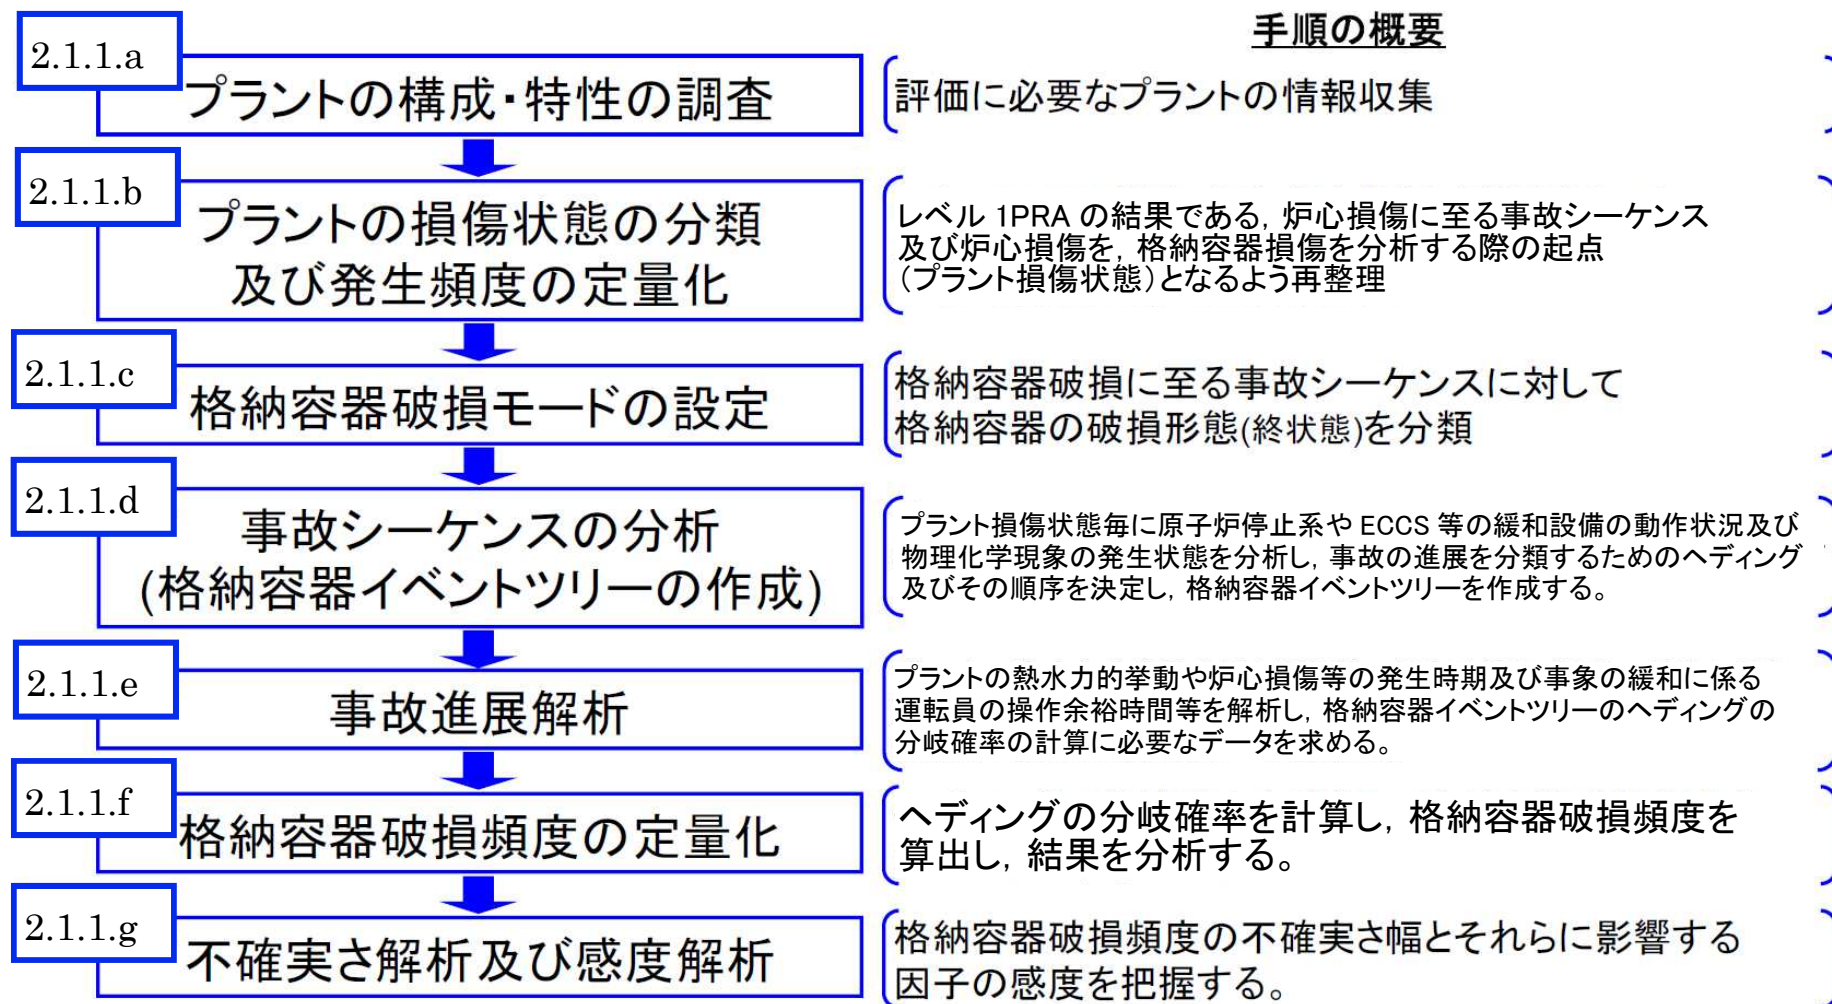 手順の概要
2.1.1.a
プラントの構成・特性の調査
評価に必要なプラントの情報収集
2.1.1.b
プラントの損傷状態の分類
及び発生頻度の定量化
レベル 1PRA の結果である, 炉心損傷に至る事故シーケンス
及び炉心損傷を, 格納容器損傷を分析する際の起点
(プラント損傷状態)となるよう再整理
2.1.1.c
格納容器破損モードの設定
格納容器破損に至る事故シーケンスに対して
格納容器の破損形態(終状態)を分類
2.1.1.d
事故シーケンスの分析
(格納容器イベントツリーの作成)
プラント損傷状態毎に原子炉停止系や ECCS 等の緩和設備の動作状況及び
物理化学現象の発生状態を分析し, 事故の進展を分類するためのヘディング
及びその順序を決定し, 格納容器イベントツリーを作成する。
2.1.1.e
事故進展解析
プラントの熱水力的挙動や炉心損傷等の発生時期及び事象の緩和に係る
運転員の操作余裕時間等を解析し, 格納容器イベントツリーのヘディングの
分岐確率の計算に必要なデータを求める。
2.1.1.f
格納容器破損頻度の定量化
ヘディングの分岐確率を計算し, 格納容器破損頻度を
算出し, 結果を分析する。
2.1.1.g
不確実さ解析及び感度解析
格納容器破損頻度の不確実さ幅とそれらに影響する
因子の感度を把握する。